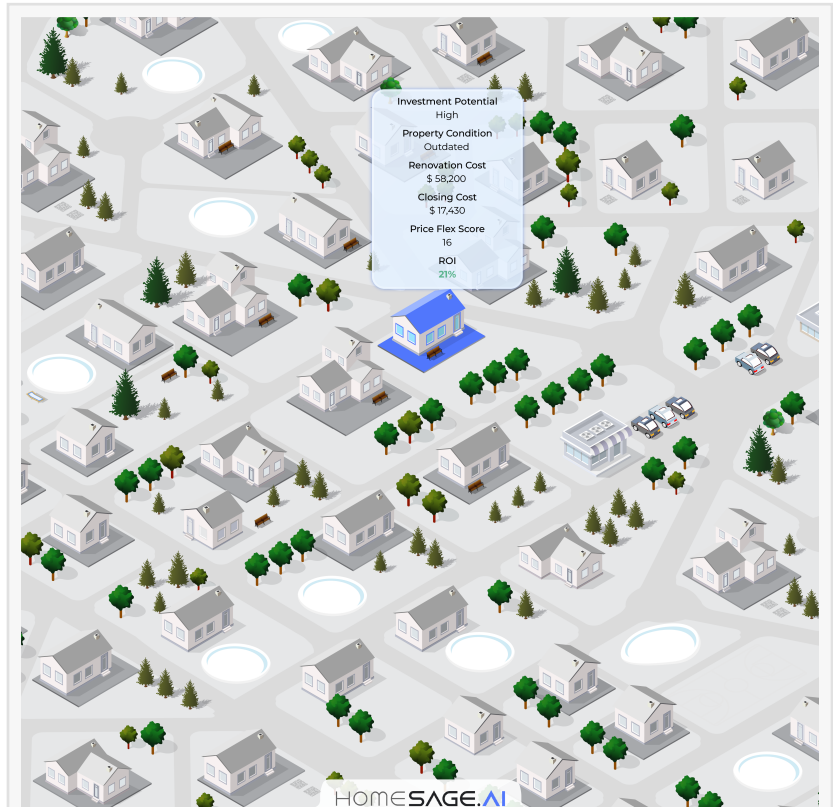 Investment Potential
High
Property Condition
Outdated
Renovation Cost
$ 58,200
Closing Cost
$ 17,430
Price Flex Score
16
ROI
21%
HOMESAGE.AI